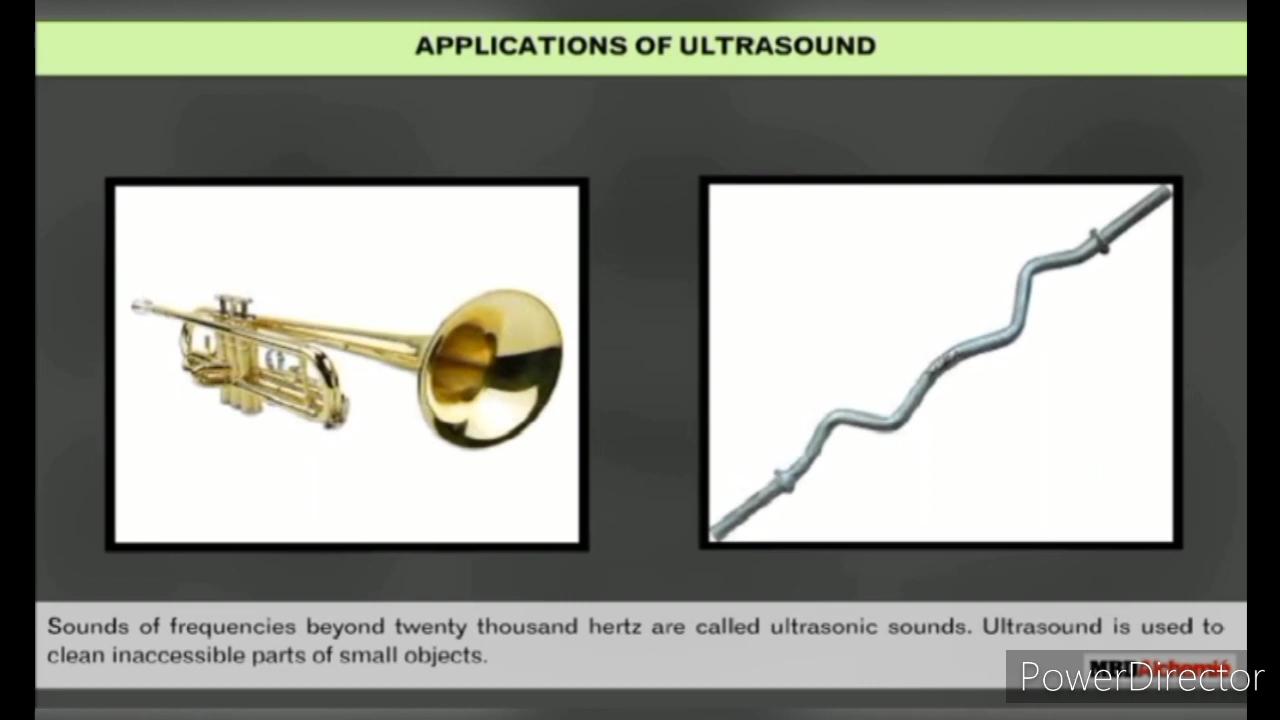 APPLICATIONS OF ULTRASOUND
Sounds of frequencies beyond twenty thousand hertz are called ultrasonic sounds. Ultrasound is used to
clean inaccessible parts of small objects.
PowerDirector